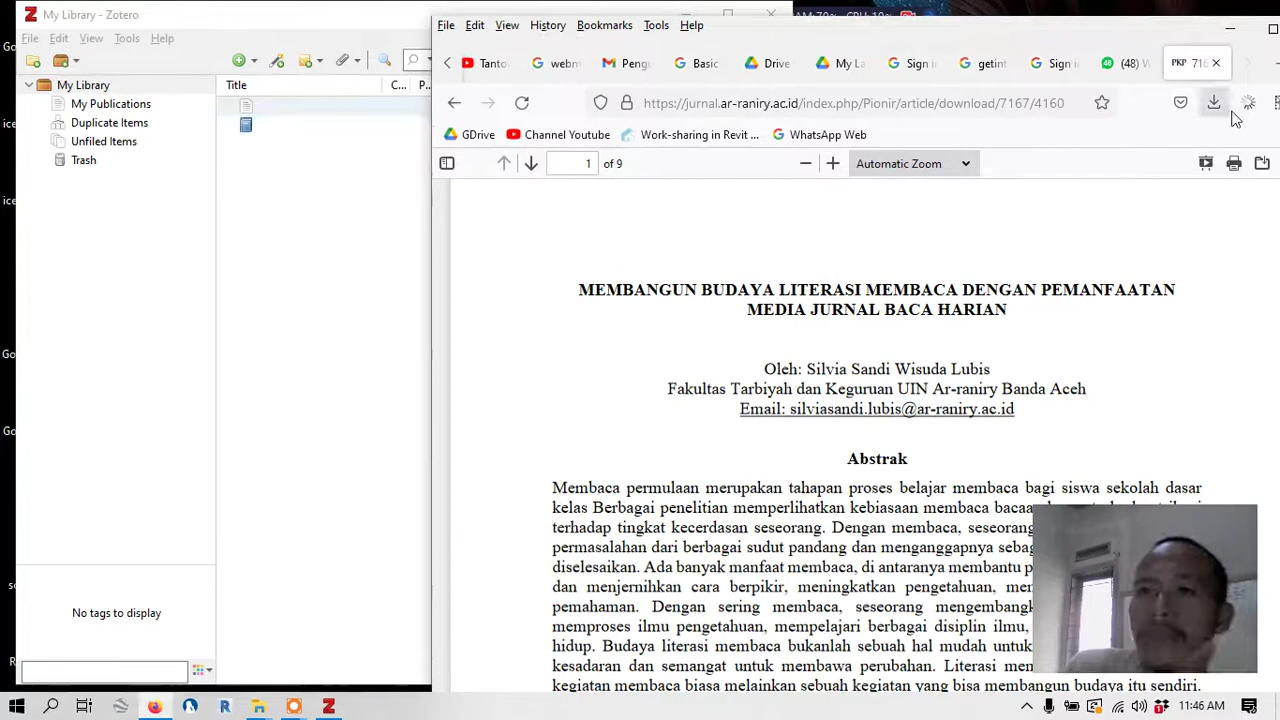 My Library - Zotero
File Edit View Tools Help
My Library
My Publications
Duplicate Items
Unfiled Items
Trash
Title
C...
P...
No tags to display
File Edit View History Bookmarks Tools Help
Tanto
webm
Peng
Basic
Drive
My La
Sign i
getint
Sign i
(48) W
PKP 716
https://jurnal.ar-raniry.ac.id/index.php/Pionir/article/download/7167/4160
GDrive
Channel Youtube
Work-sharing in Revit ...
WhatsApp Web
1 of 9
Automatic Zoom
MEMBANGUN BUDAYA LITERASI MEMBACA DENGAN PEMANFAATAN
MEDIA JURNAL BACA HARIAN
Oleh: Silvia Sandi Wisuda Lubis
Fakultas Tarbiyah dan Keguruan UIN Ar-raniry Banda Aceh
Email: silviasandi.lubis@ar-raniry.ac.id
Abstrak
Membaca permulaan merupakan tahapan proses belajar membaca bagi siswa sekolah dasar
kelas Berbagai penelitian memperlihatkan kebiasaan membaca
terhadap tingkat kecerdasan seseorang. Dengan membaca, seseorang
permasalahan dari berbagai sudut pandang dan menganggapnya
diselesaikan. Ada banyak manfaat membaca, di antaranya membantu
dan menjernihkan cara berpikir, meningkatkan pengetahuan,
pemahaman. Dengan sering membaca, seseorang
memproses ilmu pengetahuan, mempelajari berbagai disiplin ilmu,
hidup. Budaya literasi membaca bukanlah sebuah hal mudah untuk
kesadaran dan semangat untuk membawa perubahan. Literasi
kegiatan membaca biasa melainkan sebuah kegiatan yang bisa membangun budaya itu sendiri.
11:46 AM